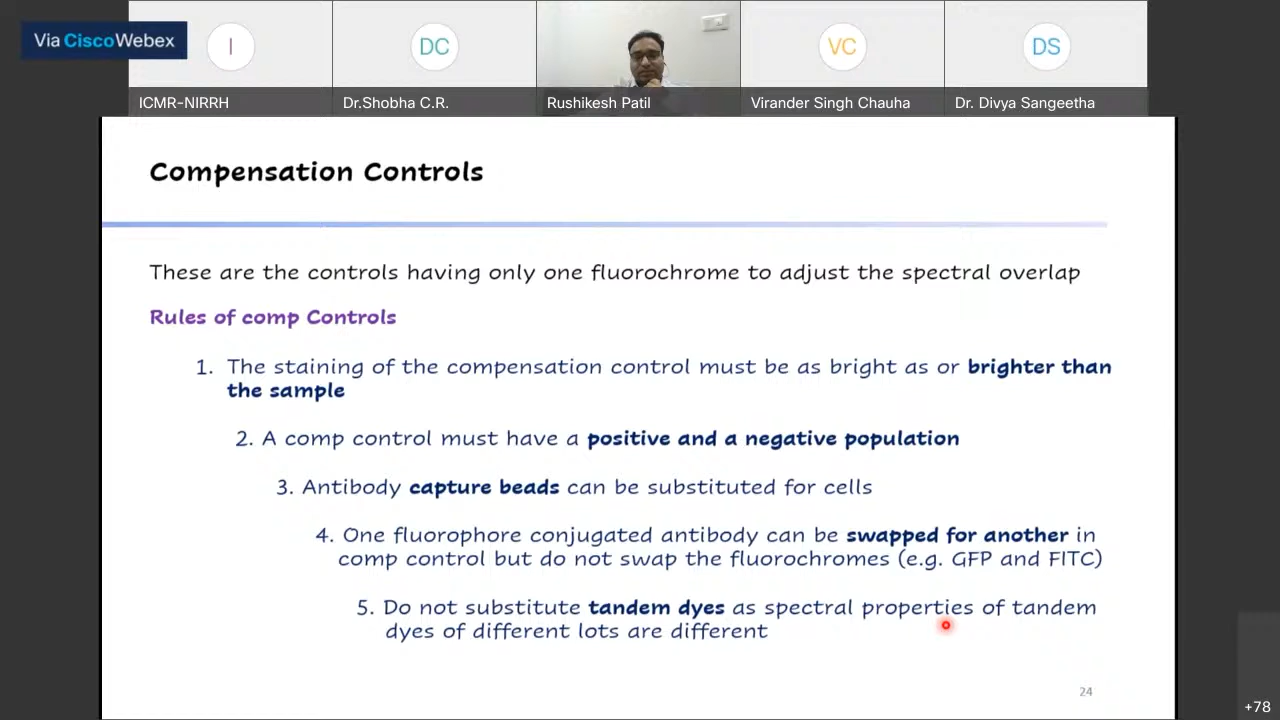 Via Cisco Webex
I
DC
VC
DS
ICMR-NIRRH
Dr.Shobha C.R.
Rushikesh Patil
Virander Singh Chauha
Dr. Divya Sangeetha
Compensation Controls
These are the controls having only one fluorochrome to adjust the spectral overlap
Rules of comp Controls
1. The staining of the compensation control must be as bright as or brighter than
the sample
2. A comp control must have a positive and a negative population
3. Antibody capture beads can be substituted for cells
4. One fluorophore conjugated antibody can be swapped for another in
comp control but do not swap the fluorochromes (e.g. GFP and FITC)
5. Do not substitute tandem dyes as spectral properties of tandem
dyes of different lots are different
24
+78